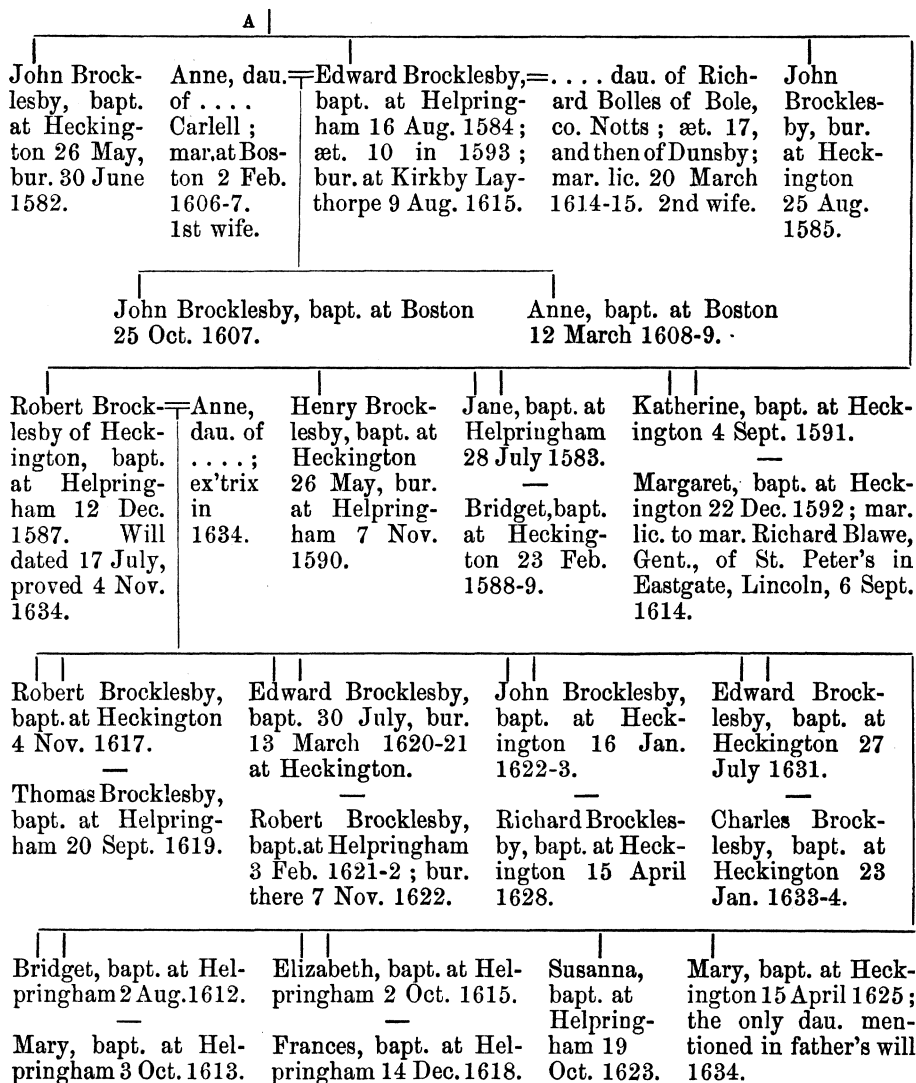 A
John Brock-
lesby, bapt.
at Hecking-
ton 26 May,
bur. 30 June
1582.
Anne, dau.
of . . . .
Carlell ;
mar. at Bos-
ton 2 Feb.
1606-7.
1st wife.
Edward Brocklesby,
bapt. at Helpring-
ham 16 Aug. 1584 ;
æt. 10 in 1593 ;
bur. at Kirkby Lay-
thorpe 9 Aug. 1615.
. . . . dau. of Rich-
ard Bolles of Bole,
co. Notts ; æt. 17,
and then of Dunsby;
mar. lic. 20 March
1614-15. 2nd wife.
John
Brockles-
by, bur.
at Heck-
ington
25 Aug.
1585.
John Brocklesby, bapt. at Boston
25 Oct. 1607.
Anne, bapt. at Boston
12 March 1608-9.
Robert Brock-
lesby of Heck-
ington, bapt.
at Helpring-
ham 12 Dec.
1587. Will
dated 17 July,
proved 4 Nov.
1634.
Anne,
dau. of
. . . . ;
ex'trix
in
1634.
Henry Brock-
lesby, bapt. at
Heckington
26 May, bur.
at Helpring-
ham 7 Nov.
1590.
Jane, bapt. at
Helpringham
28 July 1583.
—
Bridget, bapt.
at Hecking-
ton 23 Feb.
1588-9.
Katherine, bapt. at Heck-
ington 4 Sept. 1591.
—
Margaret, bapt. at Heck-
ington 22 Dec. 1592 ; mar.
lic. to mar. Richard Blawe,
Gent., of St. Peter's in
Eastgate, Lincoln, 6 Sept.
1614.
Robert Brocklesby,
bapt. at Heckington
4 Nov. 1617.
—
Thomas Brocklesby,
bapt. at Helpring-
ham 20 Sept. 1619.
Edward Brocklesby,
bapt. 30 July, bur.
13 March 1620-21
at Heckington.
—
Robert Brocklesby,
bapt. at Helpringham
3 Feb. 1621-2 ; bur.
there 7 Nov. 1622.
John Brocklesby,
bapt. at Heck-
ington 16 Jan.
1622-3.
—
Richard Brockles-
by, bapt. at Heck-
ington 15 April
1628.
Edward Brock-
lesby, bapt. at
Heckington 27
July 1631.
—
Charles Brock-
lesby, bapt. at
Heckington 23
Jan. 1633-4.
Bridget, bapt. at Hel-
pringham 2 Aug. 1612.
—
Mary, bapt. at Hel-
pringham 3 Oct. 1613.
Elizabeth, bapt. at Hel-
pringham 2 Oct. 1615.
—
Frances, bapt. at Hel-
pringham 14 Dec. 1618.
Susanna,
bapt. at
Helpring-
ham 19
Oct. 1623.
Mary, bapt. at Heck-
ington 15 April 1625 ;
the only dau. men-
tioned in father's will
1634.